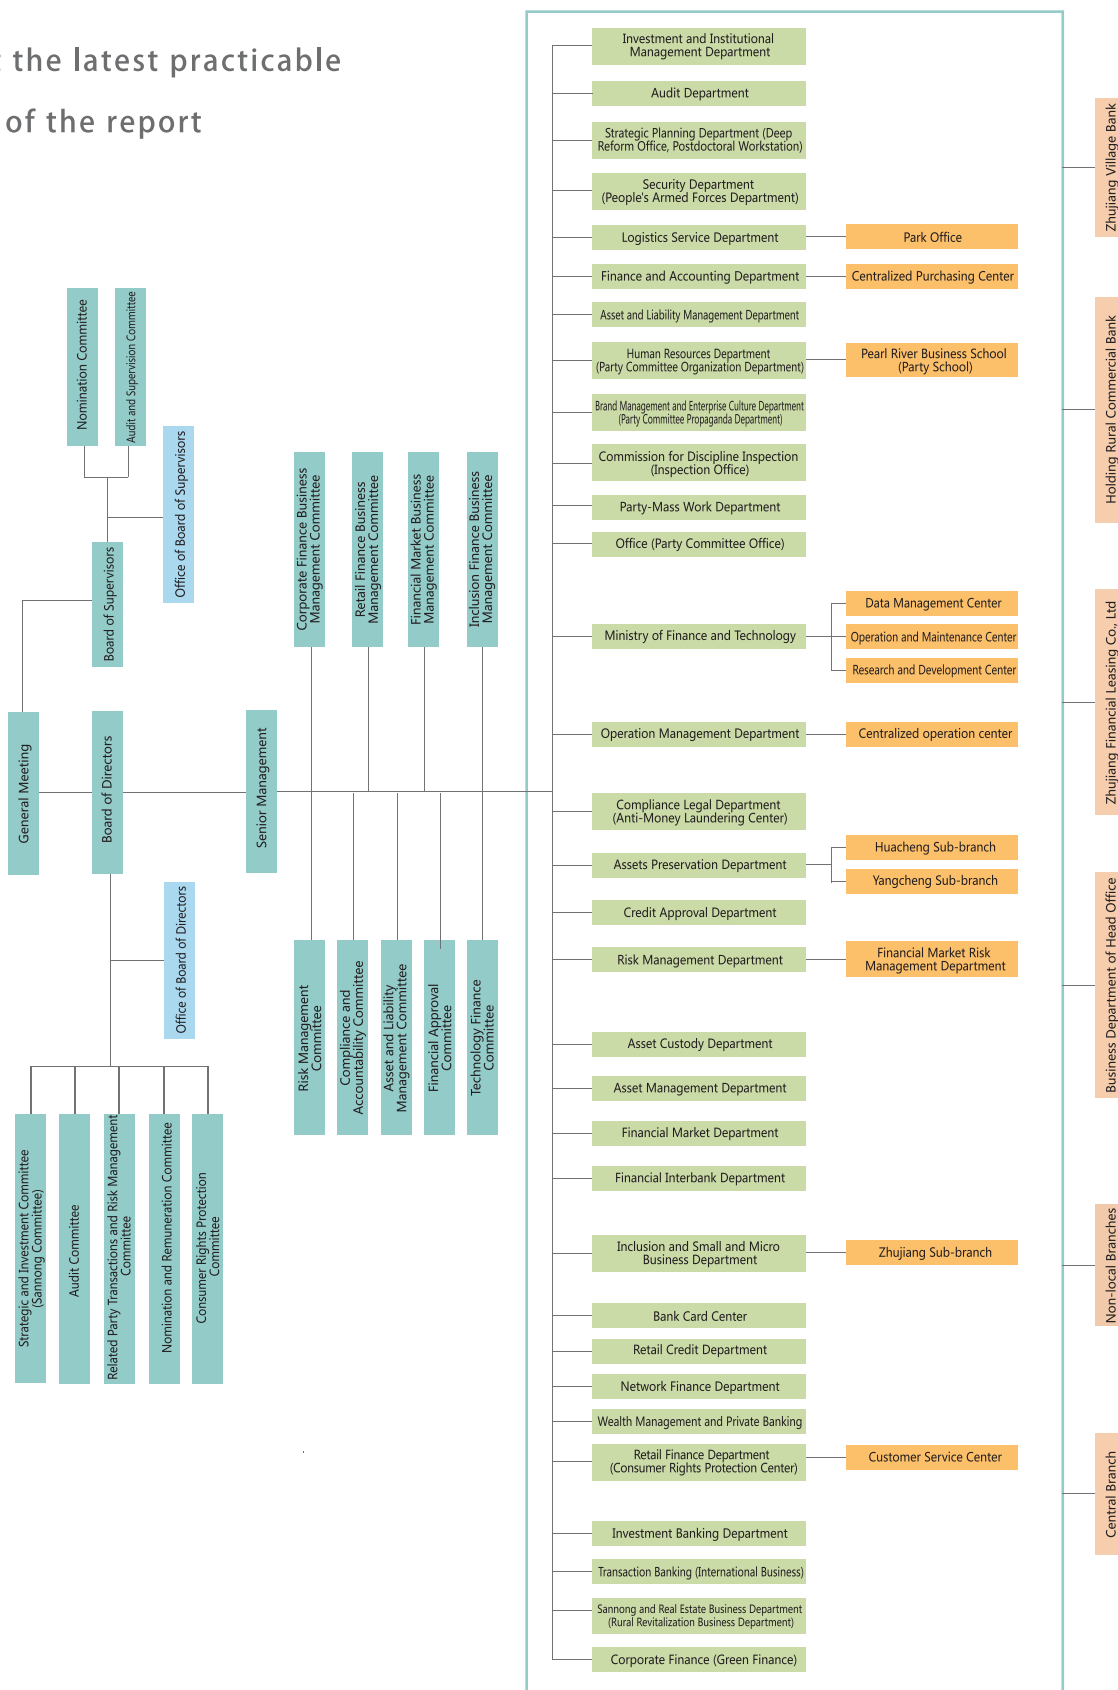 t the latest practicable
of the report
General Meeting
Board of Supervisors
Nomination Committee
Audit and Supervision Committee
Office of Board of Supervisors
Board of Directors
Office of Board of Directors
Strategic and Investment Committee
(Sannong Committee)
Audit Committee
Related Party Transactions and Risk Management
Committee
Nomination and Remuneration Committee
Consumer Rights Protection
Committee
Senior Management
Corporate Finance Business
Management Committee
Retail Finance Business
Management Committee
Financial Market Business
Management Committee
Inclusion Finance Business
Management Committee
Risk Management
Committee
Compliance and
Accountability Committee
Asset and Liability
Management Committee
Financial Approval
Committee
Technology Finance
Committee
Investment and Institutional
Management Department
Audit Department
Strategic Planning Department (Deep
Reform Office, Postdoctoral Workstation)
Security Department
(People's Armed Forces Department)
Logistics Service Department
Park Office
Finance and Accounting Department
Centralized Purchasing Center
Asset and Liability Management Department
Human Resources Department
(Party Committee Organization Department)
Pearl River Business School
(Party School)
Brand Management and Enterprise Culture Department
(Party Committee Propaganda Department)
Commission for Discipline Inspection
(Inspection Office)
Party-Mass Work Department
Office (Party Committee Office)
Ministry of Finance and Technology
Data Management Center
Operation and Maintenance Center
Research and Development Center
Operation Management Department
Centralized operation center
Compliance Legal Department
(Anti-Money Laundering Center)
Assets Preservation Department
Huacheng Sub-branch
Yangcheng Sub-branch
Credit Approval Department
Risk Management Department
Financial Market Risk
Management Department
Asset Custody Department
Asset Management Department
Financial Market Department
Financial Interbank Department
Inclusion and Small and Micro
Business Department
Zhujiang Sub-branch
Bank Card Center
Retail Credit Department
Network Finance Department
Wealth Management and Private Banking
Retail Finance Department
(Consumer Rights Protection Center)
Customer Service Center
Investment Banking Department
Transaction Banking (International Business)
Sannong and Real Estate Business Department
(Rural Revitalization Business Department)
Corporate Finance (Green Finance)
Zhujiang Village Bank
Holding Rural Commercial Bank
Zhujiang Financial Leasing Co., Ltd
Business Department of Head Office
Non-local Branches
Central Branch